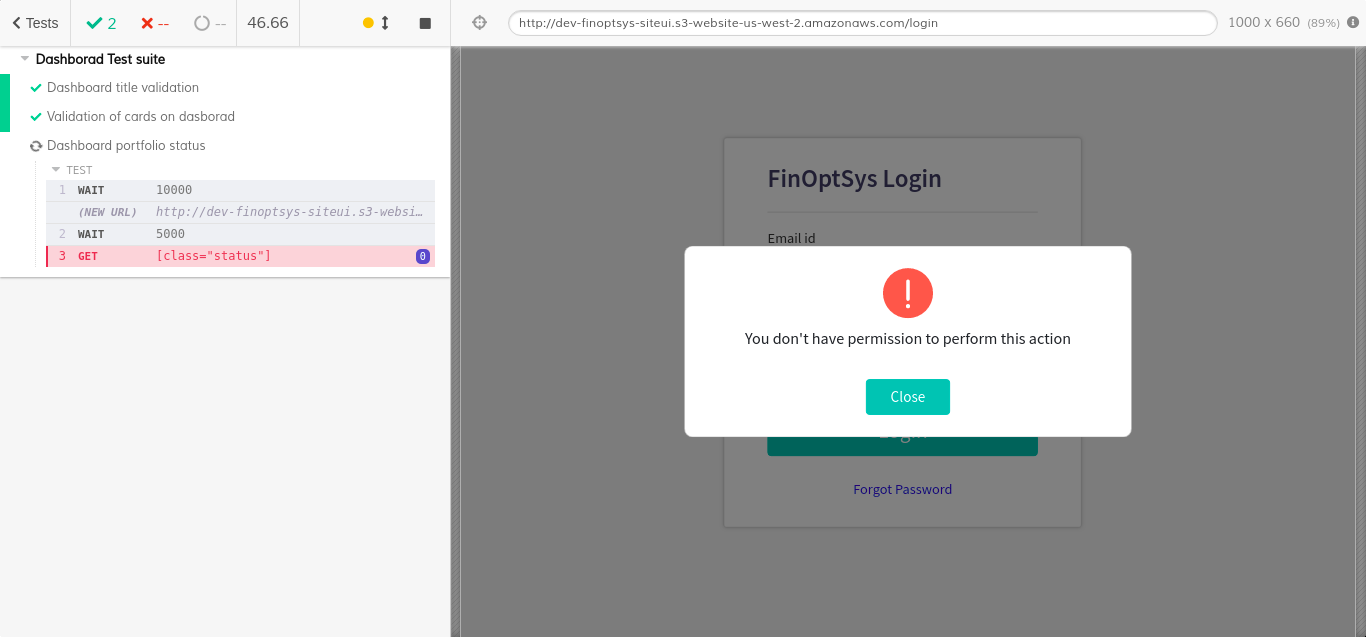 Tests 2 -- -- 46.66
http://dev-finoptsys-siteui.s3-website-us-west-2.amazonaws.com/login 1000 x 660 (89%)
Dashborad Test suite
Dashboard title validation
Validation of cards on dasborad
Dashboard portfolio status
TEST
1 WAIT 10000
(NEW URL) http://dev-finoptsys-siteui.s3-websi…
2 WAIT 5000
3 GET [class="status"] 0
FinOptSys Login
Email id
You don't have permission to perform this action
Close
Login
Forgot Password